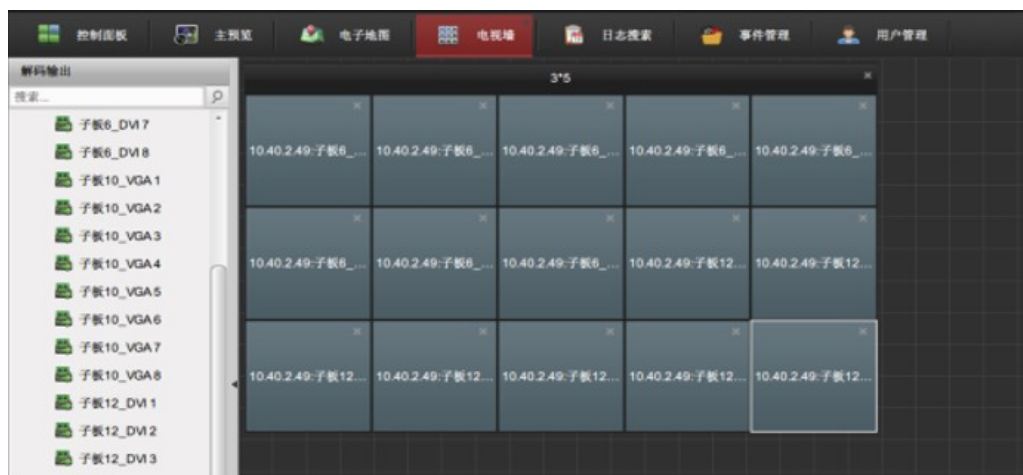 控制面板 主预览 电子地图 电视墙 日志搜索 事件管理 用户管理
解码输出
搜索...
子板6_DVI 7
子板6_DVI 8
子板10_VGA 1
子板10_VGA 2
子板10_VGA 3
子板10_VGA 4
子板10_VGA 5
子板10_VGA 6
子板10_VGA 7
子板10_VGA 8
子板12_DVI 1
子板12_DVI 2
子板12_DVI 3
3*5
10.40.2.49:子板6_... 10.40.2.49:子板6_... 10.40.2.49:子板6_... 10.40.2.49:子板6_... 10.40.2.49:子板6_...
10.40.2.49:子板6_... 10.40.2.49:子板6_... 10.40.2.49:子板6_... 10.40.2.49:子板12... 10.40.2.49:子板12...
10.40.2.49:子板12... 10.40.2.49:子板12... 10.40.2.49:子板12... 10.40.2.49:子板12... 10.40.2.49:子板12...